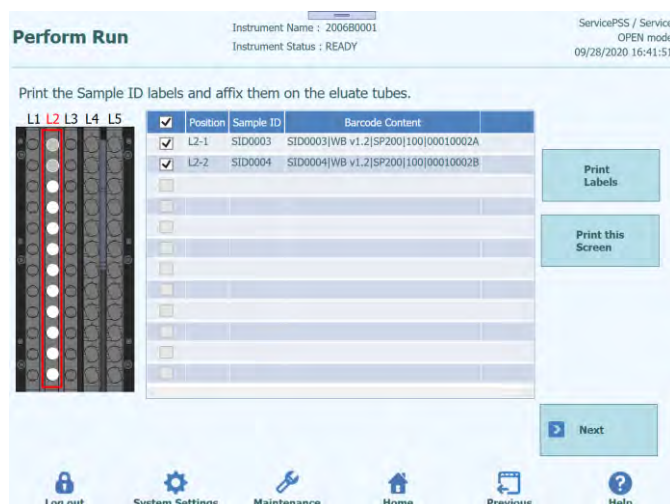 Perform Run
Instrument Name : 200680001
Instrument Status : READY
ServicePSS / Service
OPEN mode
09/28/2020 16:41:51
Print the Sample ID labels and affix them on the eluate tubes.
L1 L2 L3 L4 L5
Position Sample ID Barcode Content
L2-1 SID0003 SID0003|WB v1.2|SP200|100|00010002A
L2-2 SID0004 SID0004|WB v1.2|SP200|100|00010002B
Print
Labels
Print this
Screen
Next
Log out System Settings Maintenance Home Previous Help